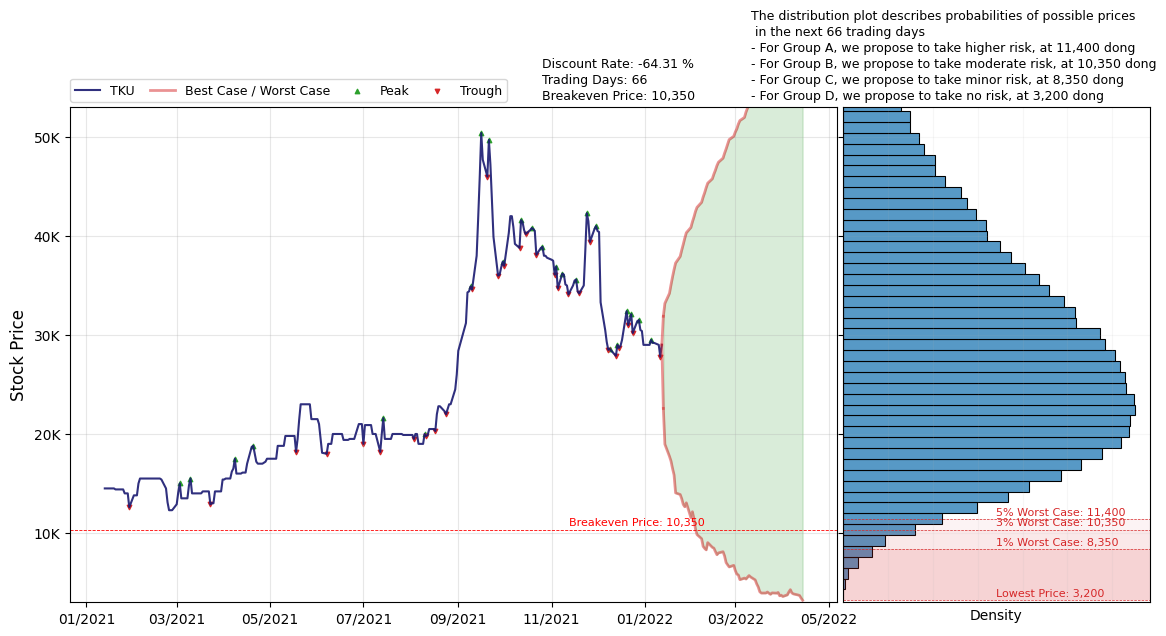 The distribution plot describes probabilities of possible prices
in the next 66 trading days
- For Group A, we propose to take higher risk, at 11,400 dong
- For Group B, we propose to take moderate risk, at 10,350 dong
- For Group C, we propose to take minor risk, at 8,350 dong
- For Group D, we propose to take no risk, at 3,200 dong
Discount Rate: -64.31 %
Trading Days: 66
Breakeven Price: 10,350
TKU
Best Case / Worst Case
Peak
Trough
Stock Price
50K
40K
30K
20K
10K
Breakeven Price: 10,350
5% Worst Case: 11,400
3% Worst Case: 10,350
1% Worst Case: 8,350
Lowest Price: 3,200
01/2021
03/2021
05/2021
07/2021
09/2021
11/2021
01/2022
03/2022
05/2022
Density